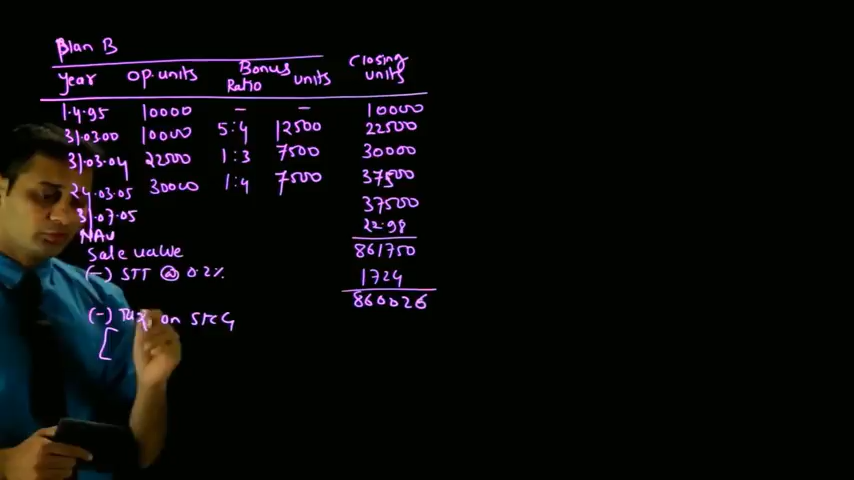 Plan B
Year Op. units Bonus Ratio units Closing units
1.4.95 10000 – – 10000
31.03.00 10000 5:4 12500 22500
31.03.04 22500 1:3 7500 30000
24.03.05 30000 1:4 7500 37500
31.07.05 37500
NAV 22.98
Sale value 861750
(-) STT @ 0.2% 1724
860026
(-) Tax on STCG
[